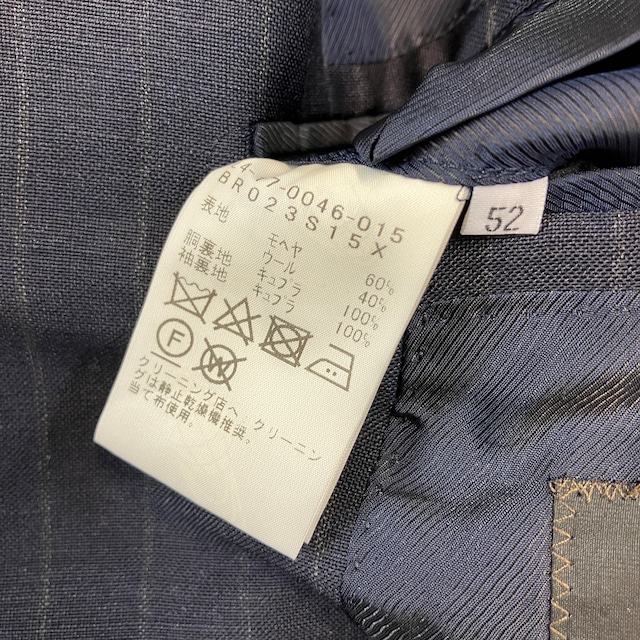 4-7-0046-015
BR023S15X
表地 モヘヤ 60%
ウール 40%
胴裏地 キュプラ 100%
袖裏地 キュプラ 100%
F
W
クリーニング店へ、クリーニン
グは静止乾燥機推奨。
当て布使用。
52